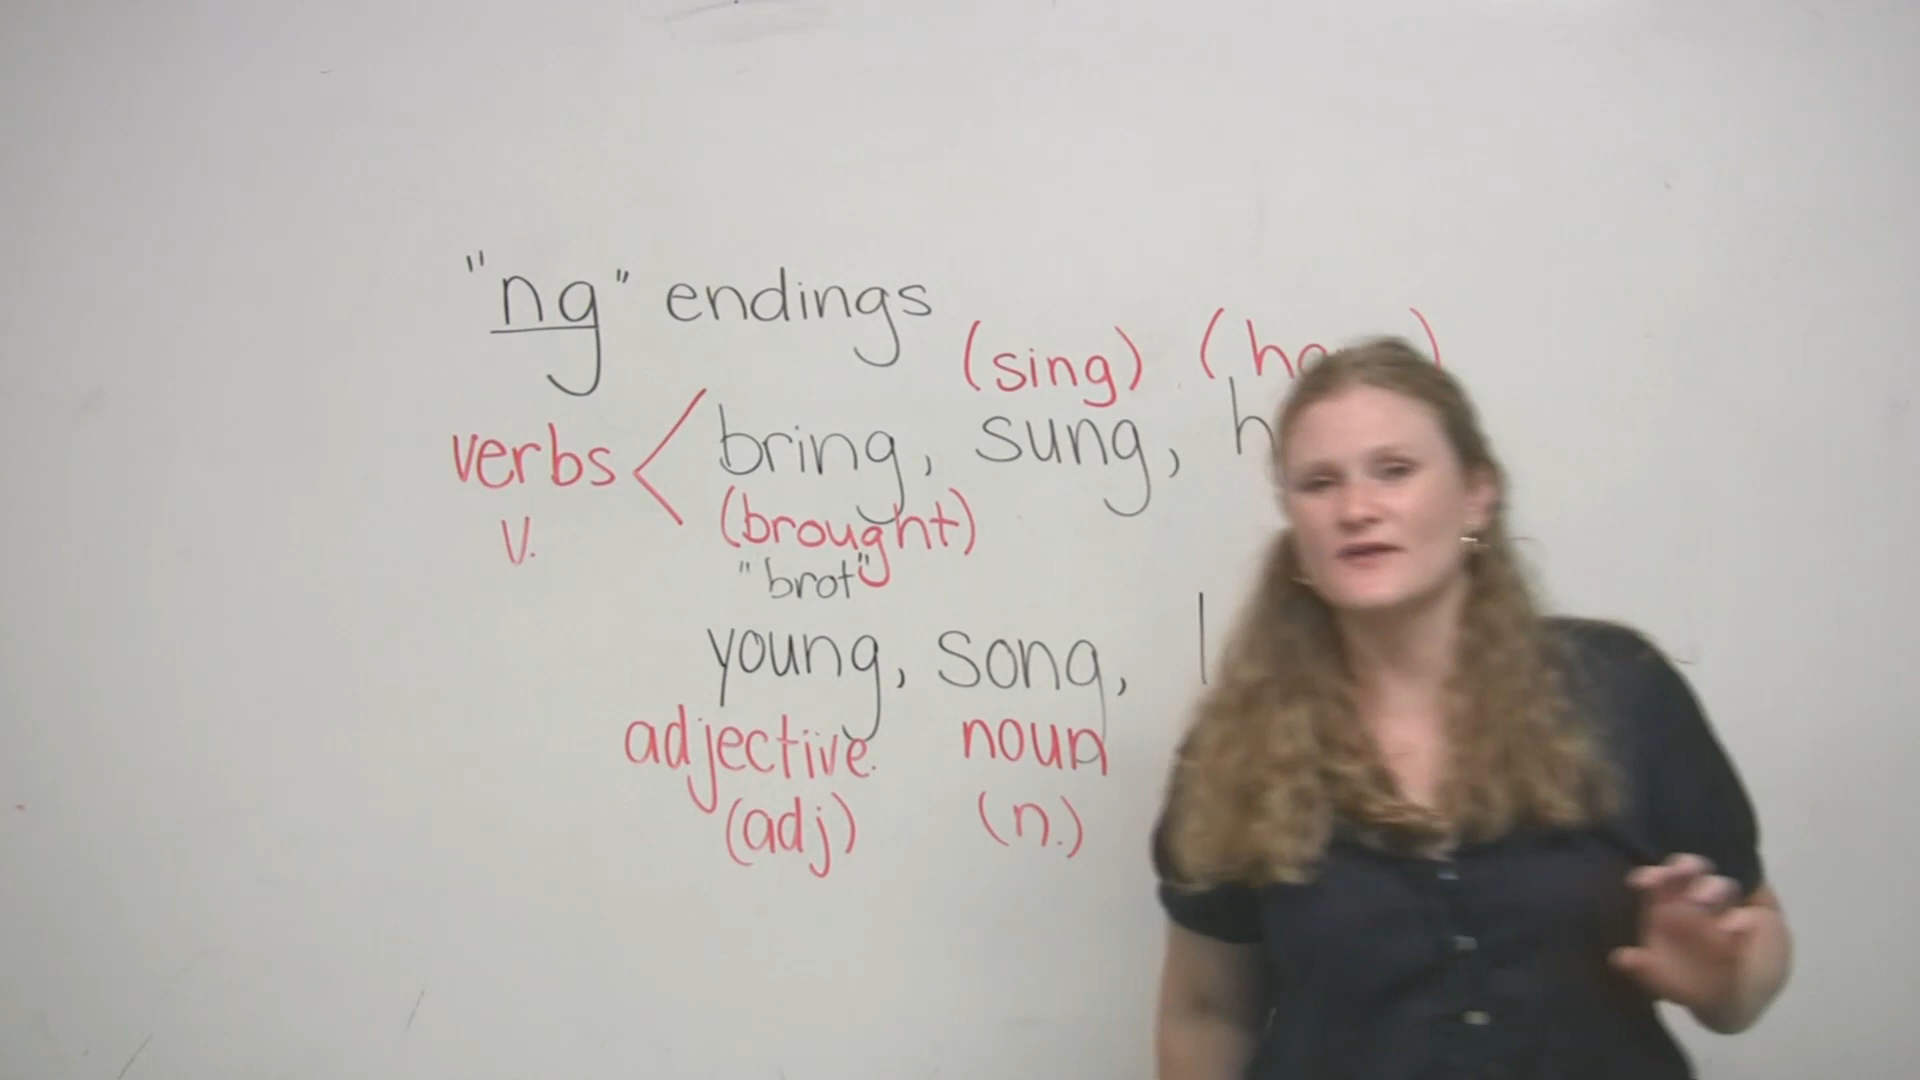 "ng" endings
(sing) (
verbs < bring, sung,
v. (brought)
"brot"
young, song,
adjective noun
(adj) (n.)